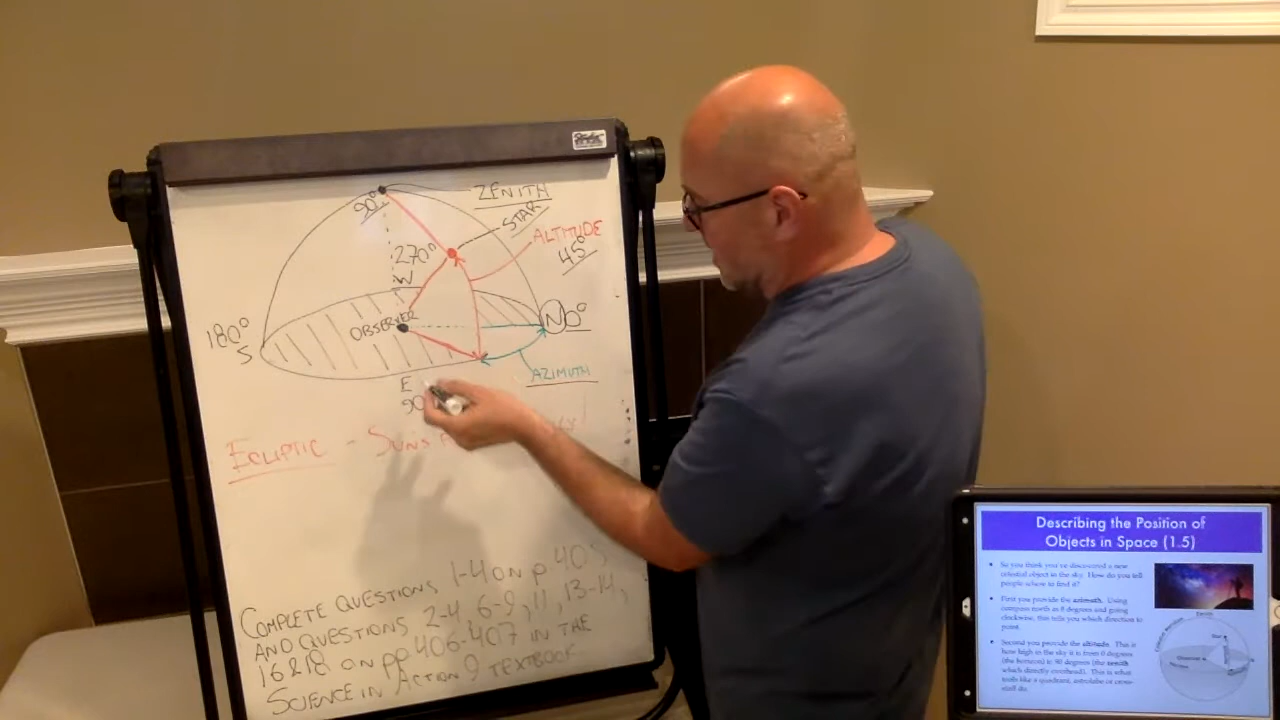 ZENITH
90°
STAR
270°
W
ALTITUDE
45°
OBSERVER
180°
S
N 0°
AZIMUTH
E
90
ECLIPTIC - SUNS
COMPLETE QUESTIONS 1-4 ON p 405
AND QUESTIONS 2-4, 6-9, 11, 13-14,
16&18 ON pp 406-407 IN THE
SCIENCE IN ACTION 9 TEXTBOOK
Describing the Position of
Objects in Space (1.5)
• So you think you've discovered a new
celestial object in the sky. How do you tell
people where to find it?
• First you provide the azimuth. Using
compass north as 0 degrees and going
clockwise, this tells you which direction to
point.
• Second you provide the altitude. This is
how high in the sky it is from 0 degrees
(the horizon) to 90 degrees (the zenith
which directly overhead). This is what
tools like a quadrant, astrolabe or cross-
staff do.
Zenith
Star